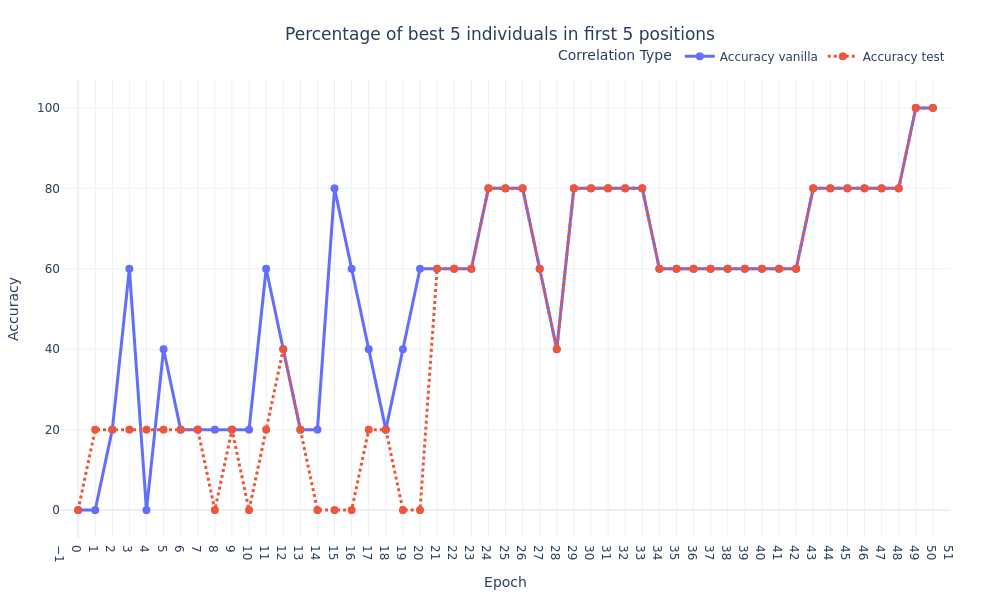 Percentage of best 5 individuals in first 5 positions
Correlation Type Accuracy vanilla Accuracy test
100
80
60
40
20
0
Accuracy
−1 0 1 2 3 4 5 6 7 8 9 10 11 12 13 14 15 16 17 18 19 20 21 22 23 24 25 26 27 28 29 30 31 32 33 34 35 36 37 38 39 40 41 42 43 44 45 46 47 48 49 50 51
Epoch